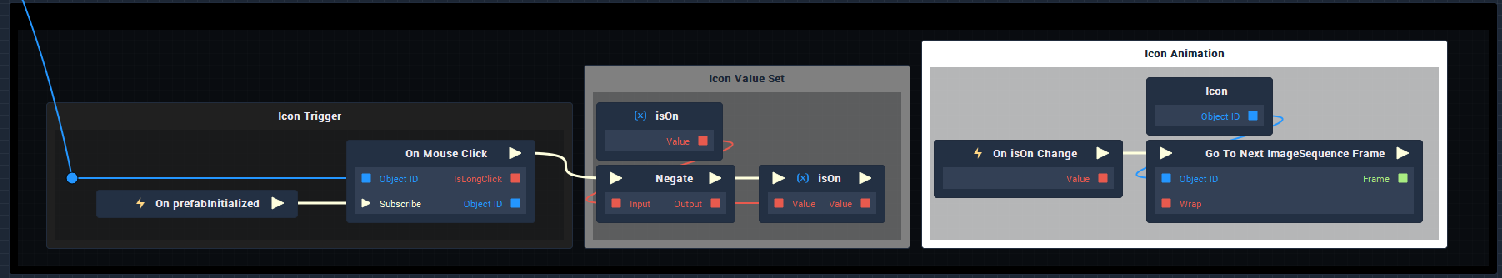 Icon Trigger
On prefabInitialized
On Mouse Click
Object ID IsLongClick
Subscribe Object ID
Icon Value Set
(x) isOn
Value
Negate
Input Output
(x) isOn
Value Value
Icon Animation
Icon
Object ID
On isOn Change
Value
Go To Next ImageSequence Frame
Object ID Frame
Wrap